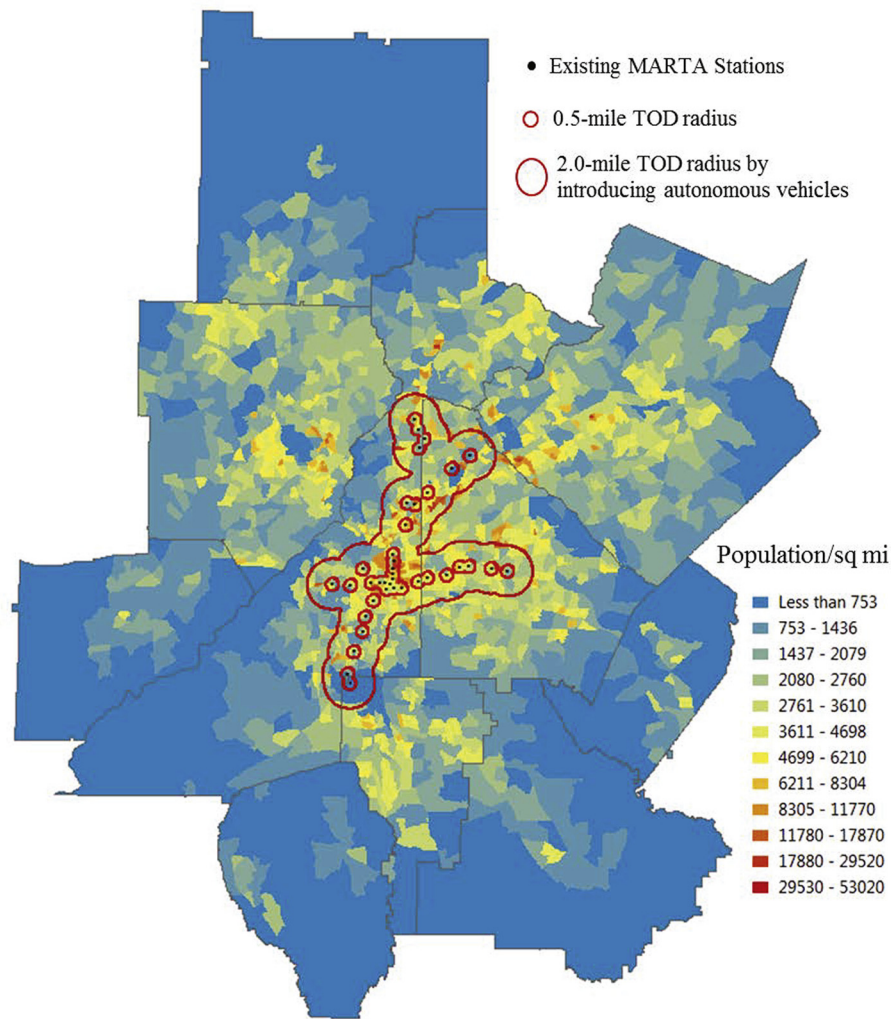 Existing MARTA Stations
0.5-mile TOD radius
2.0-mile TOD radius by
introducing autonomous vehicles
Population/sq mi
Less than 753
753 - 1436
1437 - 2079
2080 - 2760
2761 - 3610
3611 - 4698
4699 - 6210
6211 - 8304
8305 - 11770
11780 - 17870
17880 - 29520
29530 - 53020